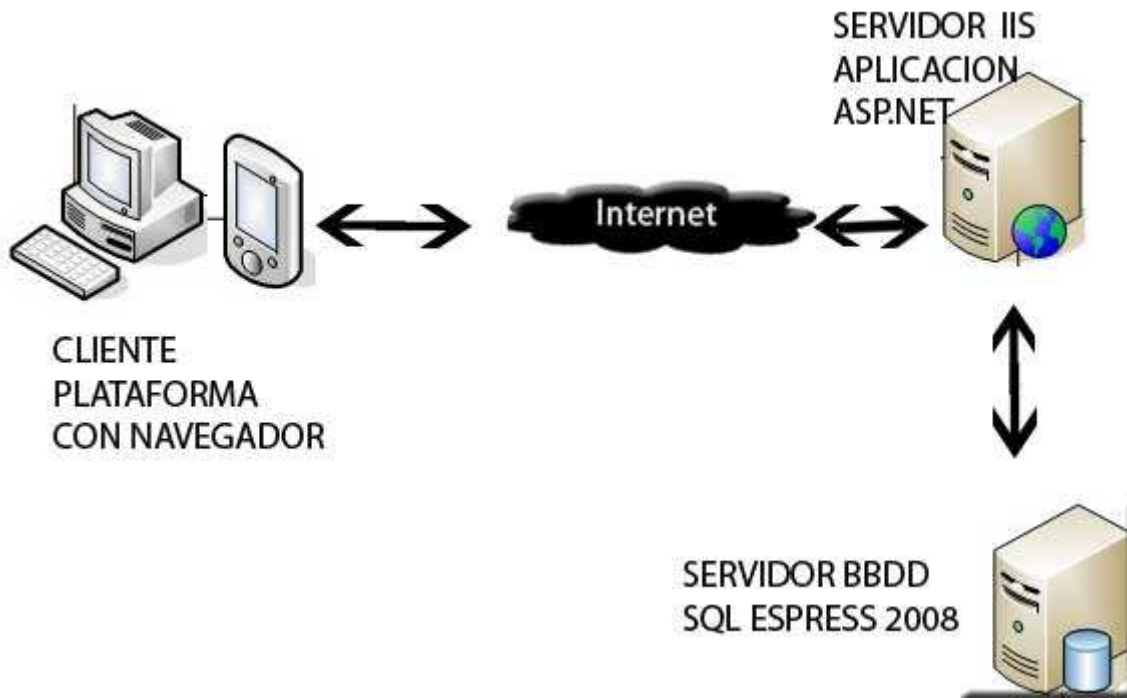 SERVIDOR IIS
APLICACION
ASP.NET
Internet
CLIENTE
PLATAFORMA
CON NAVEGADOR
SERVIDOR BBDD
SQL ESPRESS 2008